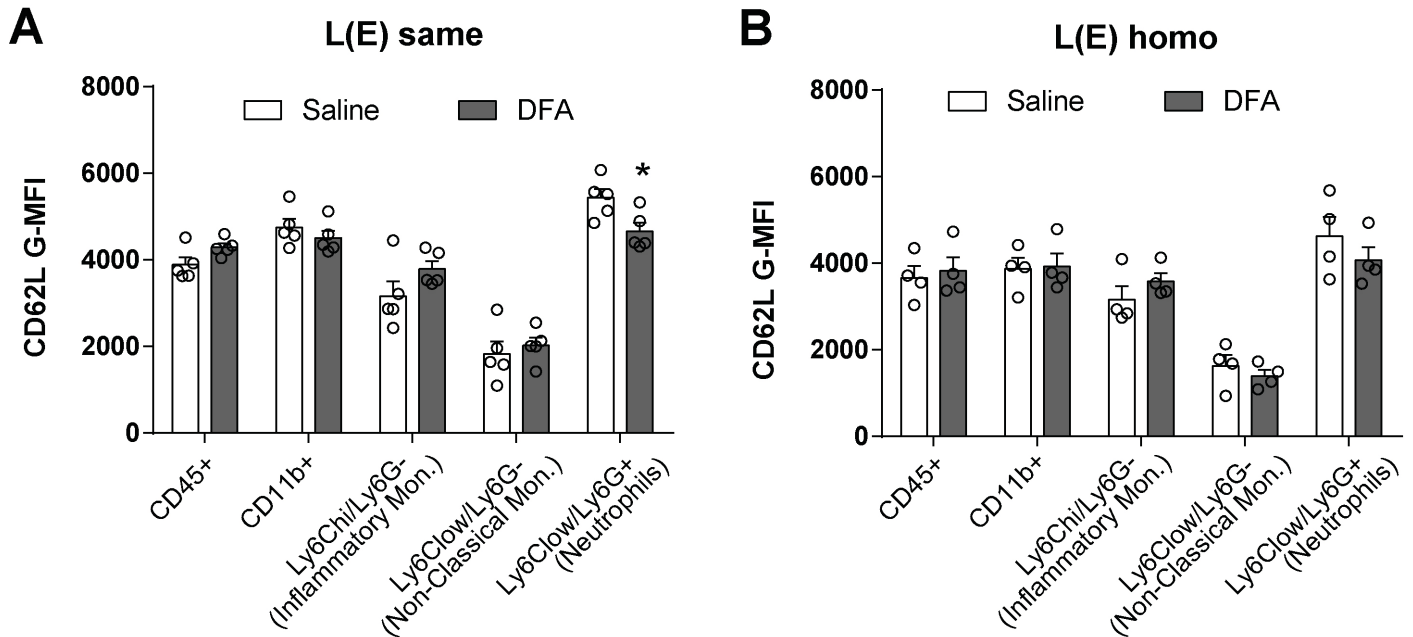 A
L(E) same
CD62L G-MFI
8000
6000
4000
2000
0
Saline
DFA
*
CD45+
CD11b+
Ly6Chi/Ly6G-
(Inflammatory Mon.)
Ly6Clow/Ly6G-
(Non-Classical Mon.)
Ly6Clow/Ly6G+
(Neutrophils)
B
L(E) homo
CD62L G-MFI
8000
6000
4000
2000
0
Saline
DFA
CD45+
CD11b+
Ly6Chi/Ly6G-
(Inflammatory Mon.)
Ly6Clow/Ly6G-
(Non-Classical Mon.)
Ly6Clow/Ly6G+
(Neutrophils)